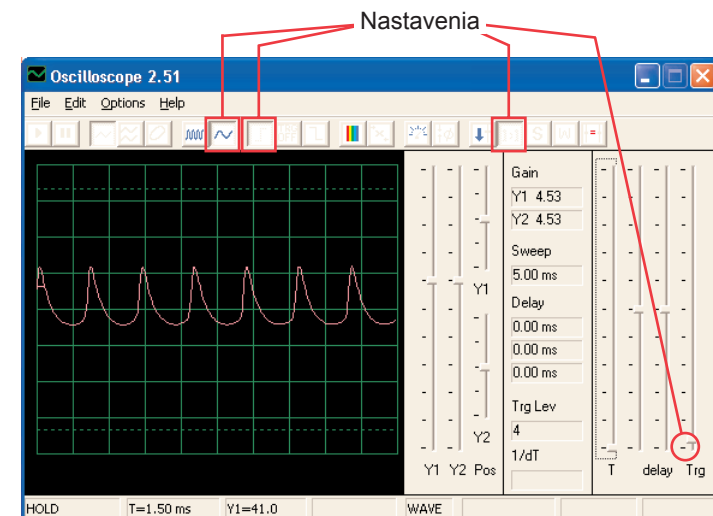 Nastavenia
Oscilloscope 2.51
File Edit Options Help
Gain
Y1 4.53
Y2 4.53
Sweep
5.00 ms
Y1
Delay
0.00 ms
0.00 ms
0.00 ms
Trg Lev
4
Y2
1/dT
Y1 Y2 Pos
T delay Trg
HOLD T=1.50 ms Y1=41.0 WAVE